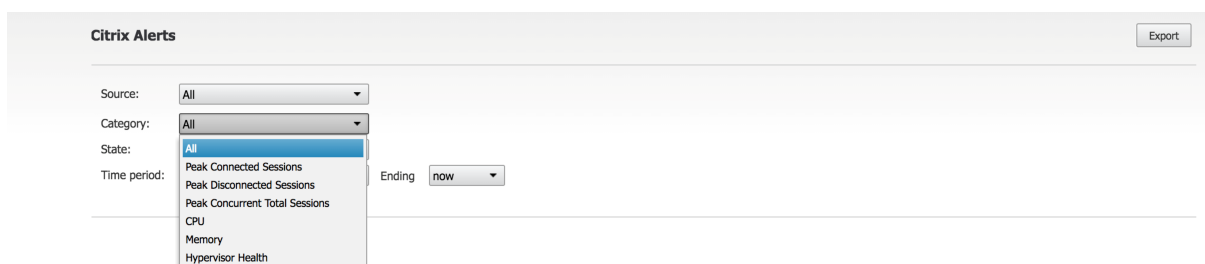 Citrix Alerts Export
Source: All
Category: All
State: All
Time period: Peak Connected Sessions Ending now
Peak Disconnected Sessions
Peak Concurrent Total Sessions
CPU
Memory
Hypervisor Health